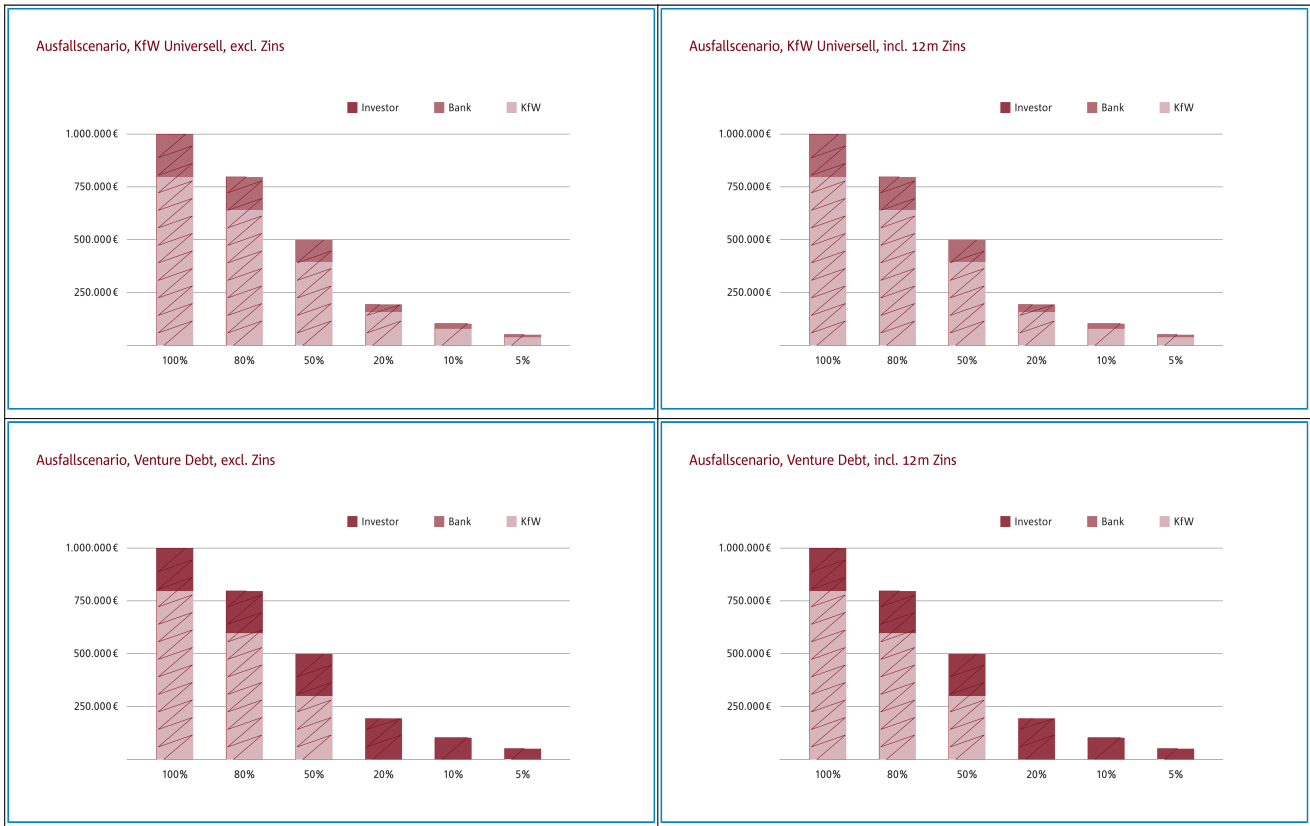 Ausfallscenario, KfW Universell, excl. Zins
Investor Bank KfW
1.000.000 €
750.000 €
500.000 €
250.000 €
100% 80% 50% 20% 10% 5%
Ausfallscenario, KfW Universell, incl. 12m Zins
Investor Bank KfW
1.000.000 €
750.000 €
500.000 €
250.000 €
100% 80% 50% 20% 10% 5%
Ausfallscenario, Venture Debt, excl. Zins
Investor Bank KfW
1.000.000 €
750.000 €
500.000 €
250.000 €
100% 80% 50% 20% 10% 5%
Ausfallscenario, Venture Debt, incl. 12m Zins
Investor Bank KfW
1.000.000 €
750.000 €
500.000 €
250.000 €
100% 80% 50% 20% 10% 5%